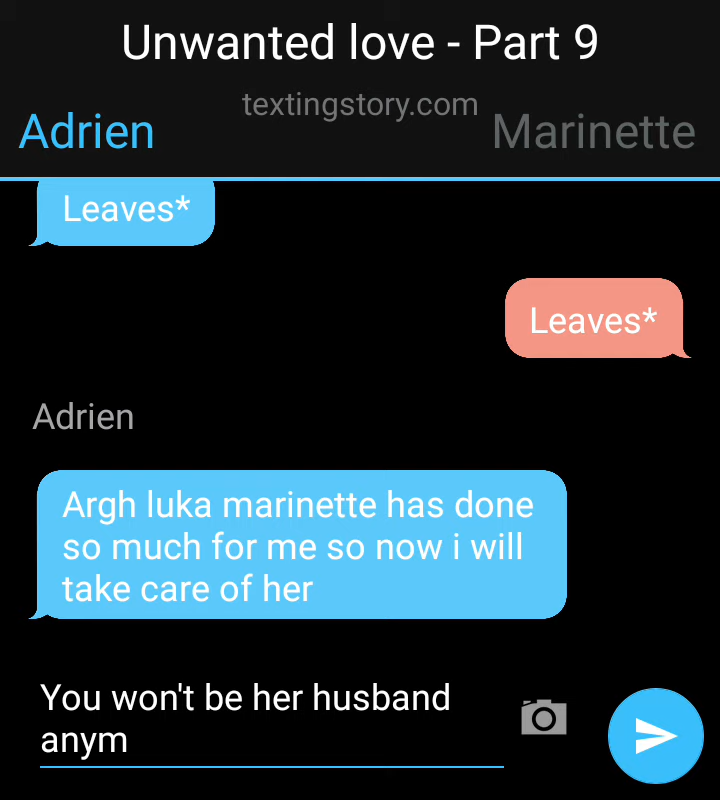 Unwanted love - Part 9
textingstory.com
Adrien
Marinette
Leaves*
Leaves*
Adrien
Argh luka marinette has done
so much for me so now i will
take care of her
You won't be her husband
anym